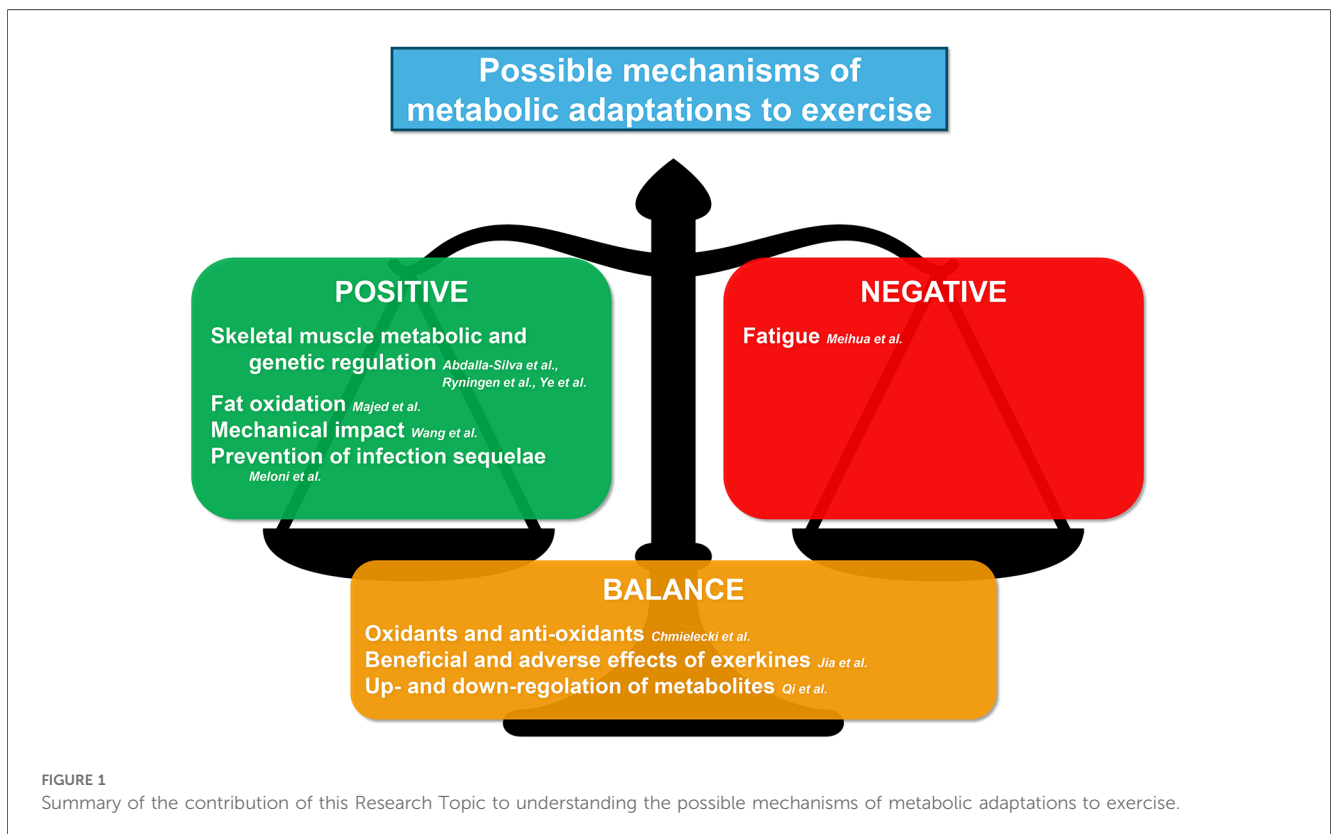 Possible mechanisms of
metabolic adaptations to exercise
POSITIVE
Skeletal muscle metabolic and
genetic regulation Abdalla-Silva et al.,
Ryningen et al., Ye et al.
Fat oxidation Majed et al.
Mechanical impact Wang et al.
Prevention of infection sequelae
Meloni et al.
NEGATIVE
Fatigue Meihua et al.
BALANCE
Oxidants and anti-oxidants Chmielecki et al.
Beneficial and adverse effects of exerkines Jia et al.
Up- and down-regolation of metabolites Qi et al.
FIGURE 1
Summary of the contribution of this Research Topic to understanding the possible mechanisms of metabolic adaptations to exercise.